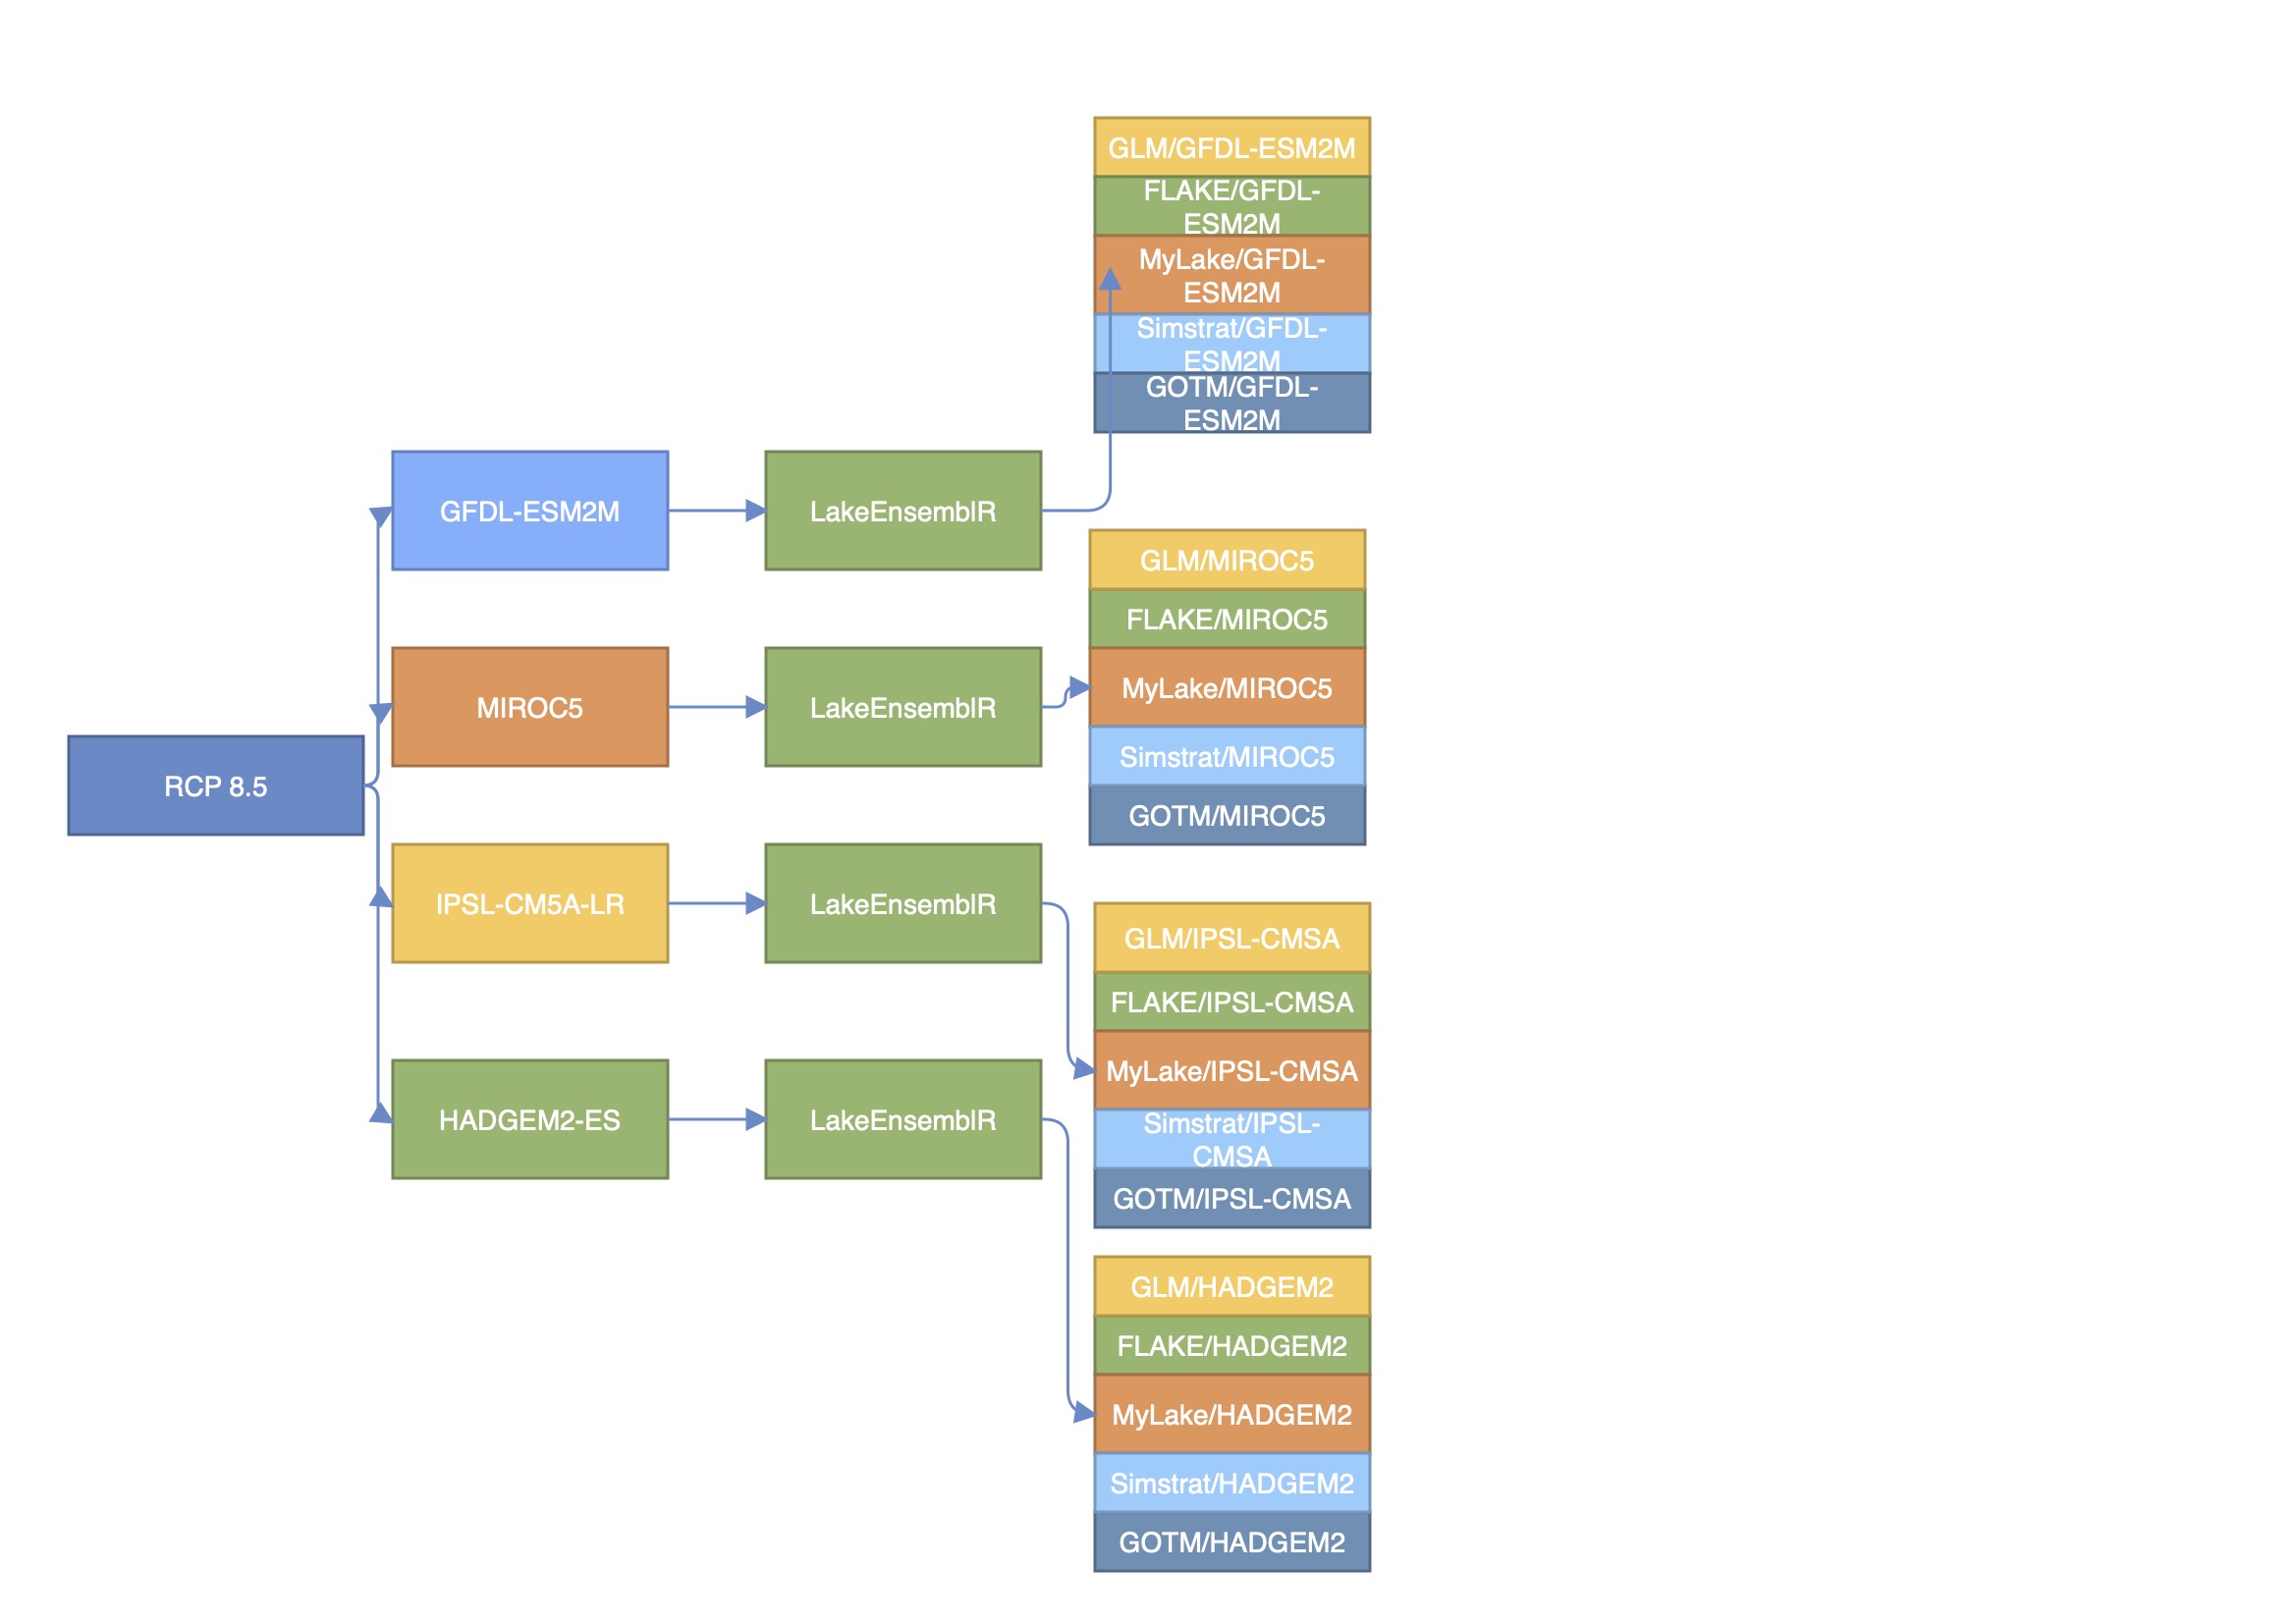 GLM/GFDL-ESM2M
FLAKE/GFDL-
ESM2M
MyLake/GFDL-
ESM2M
Simstrat/GFDL-
ESM2M
GOTM/GFDL-
ESM2M
GFDL-ESM2M
LakeEnsemblR
GLM/MIROC5
FLAKE/MIROC5
MyLake/MIROC5
Simstrat/MIROC5
GOTM/MIROC5
MIROC5
LakeEnsemblR
RCP 8.5
IPSL-CM5A-LR
LakeEnsemblR
GLM/IPSL-CMSA
FLAKE/IPSL-CMSA
MyLake/IPSL-CMSA
Simstrat/IPSL-
CMSA
GOTM/IPSL-CMSA
HADGEM2-ES
LakeEnsemblR
GLM/HADGEM2
FLAKE/HADGEM2
MyLake/HADGEM2
Simstrat/HADGEM2
GOTM/HADGEM2